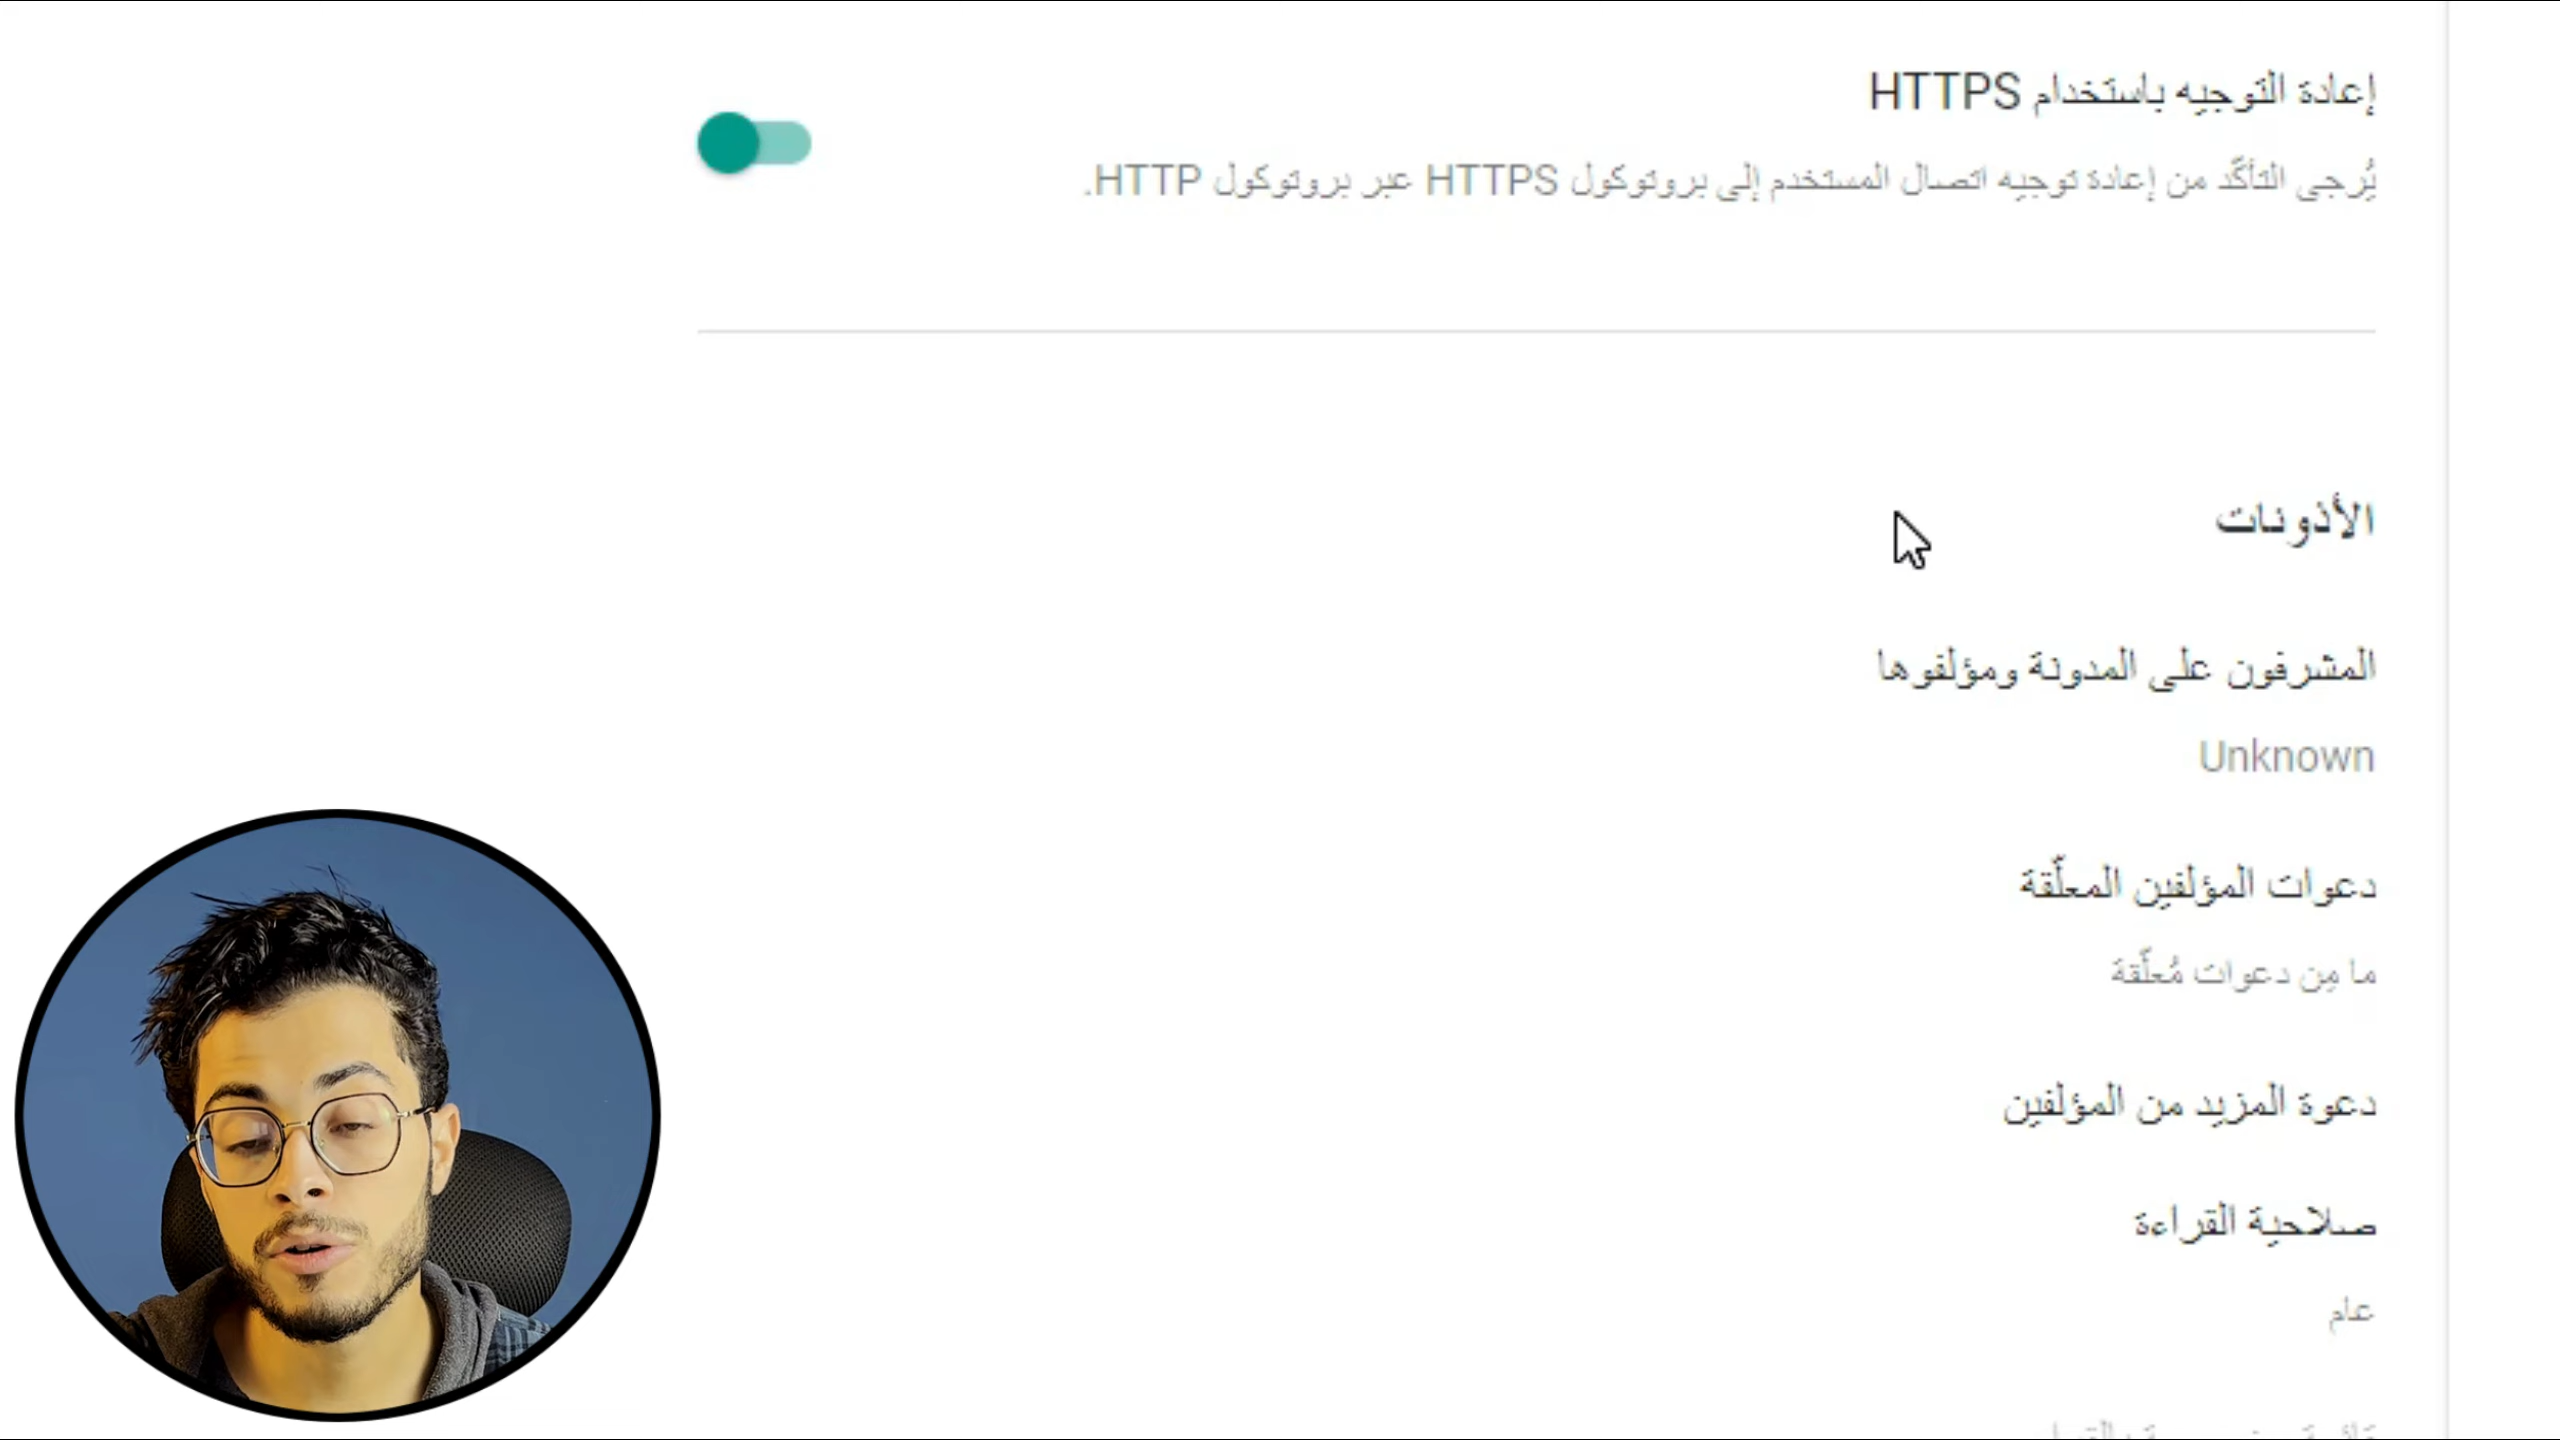 إعادة التوجيه باستخدام HTTPS
يُرجى التأكّد من إعادة توجيه اتصال المستخدم إلى بروتوكول HTTPS عبر بروتوكول HTTP.
الأذونات
المشرفون على المدونة ومؤلفوها
Unknown
دعوات المؤلفين المعلّقة
ما مِن دعوات مُعلّقة
دعوة المزيد من المؤلفين
صلاحية القراءة
عام